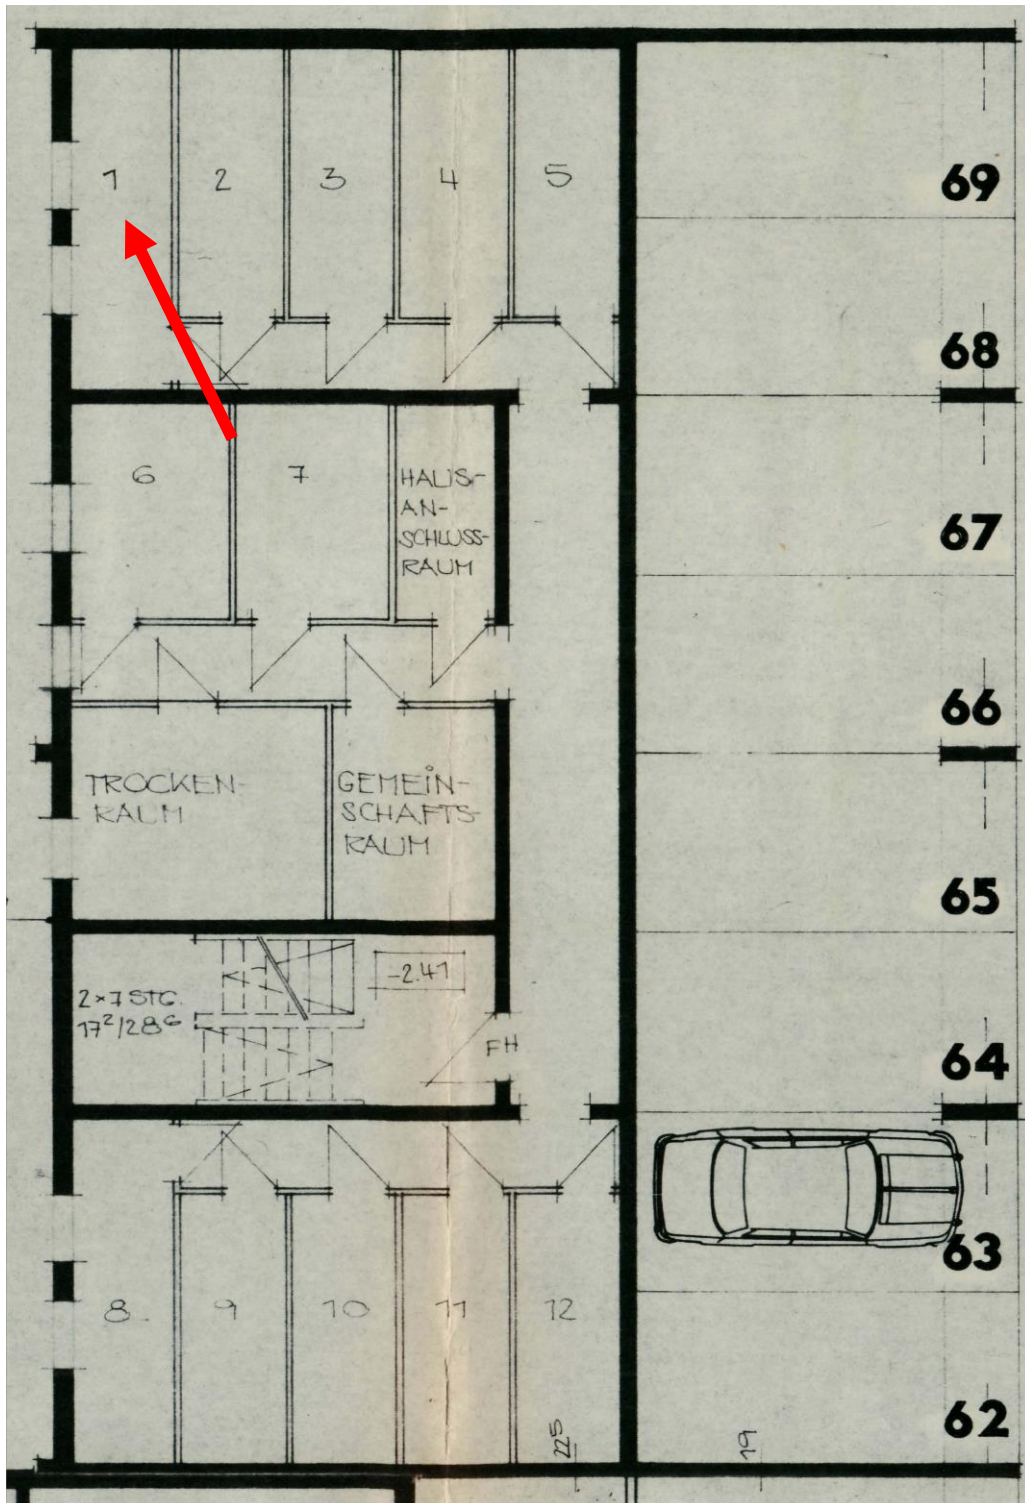 1 2 3 4 5
69
68
6 7 HAUS-
AN-
SCHLUSS-
RAUM
67
66
TROCKEN-
RAUM
GEMEIN-
SCHAFTS-
RAUM
65
-2.41
2×7 STG.
17²/28⁶
FH
64
63
8 9 10 11 12
62
22⁵
19